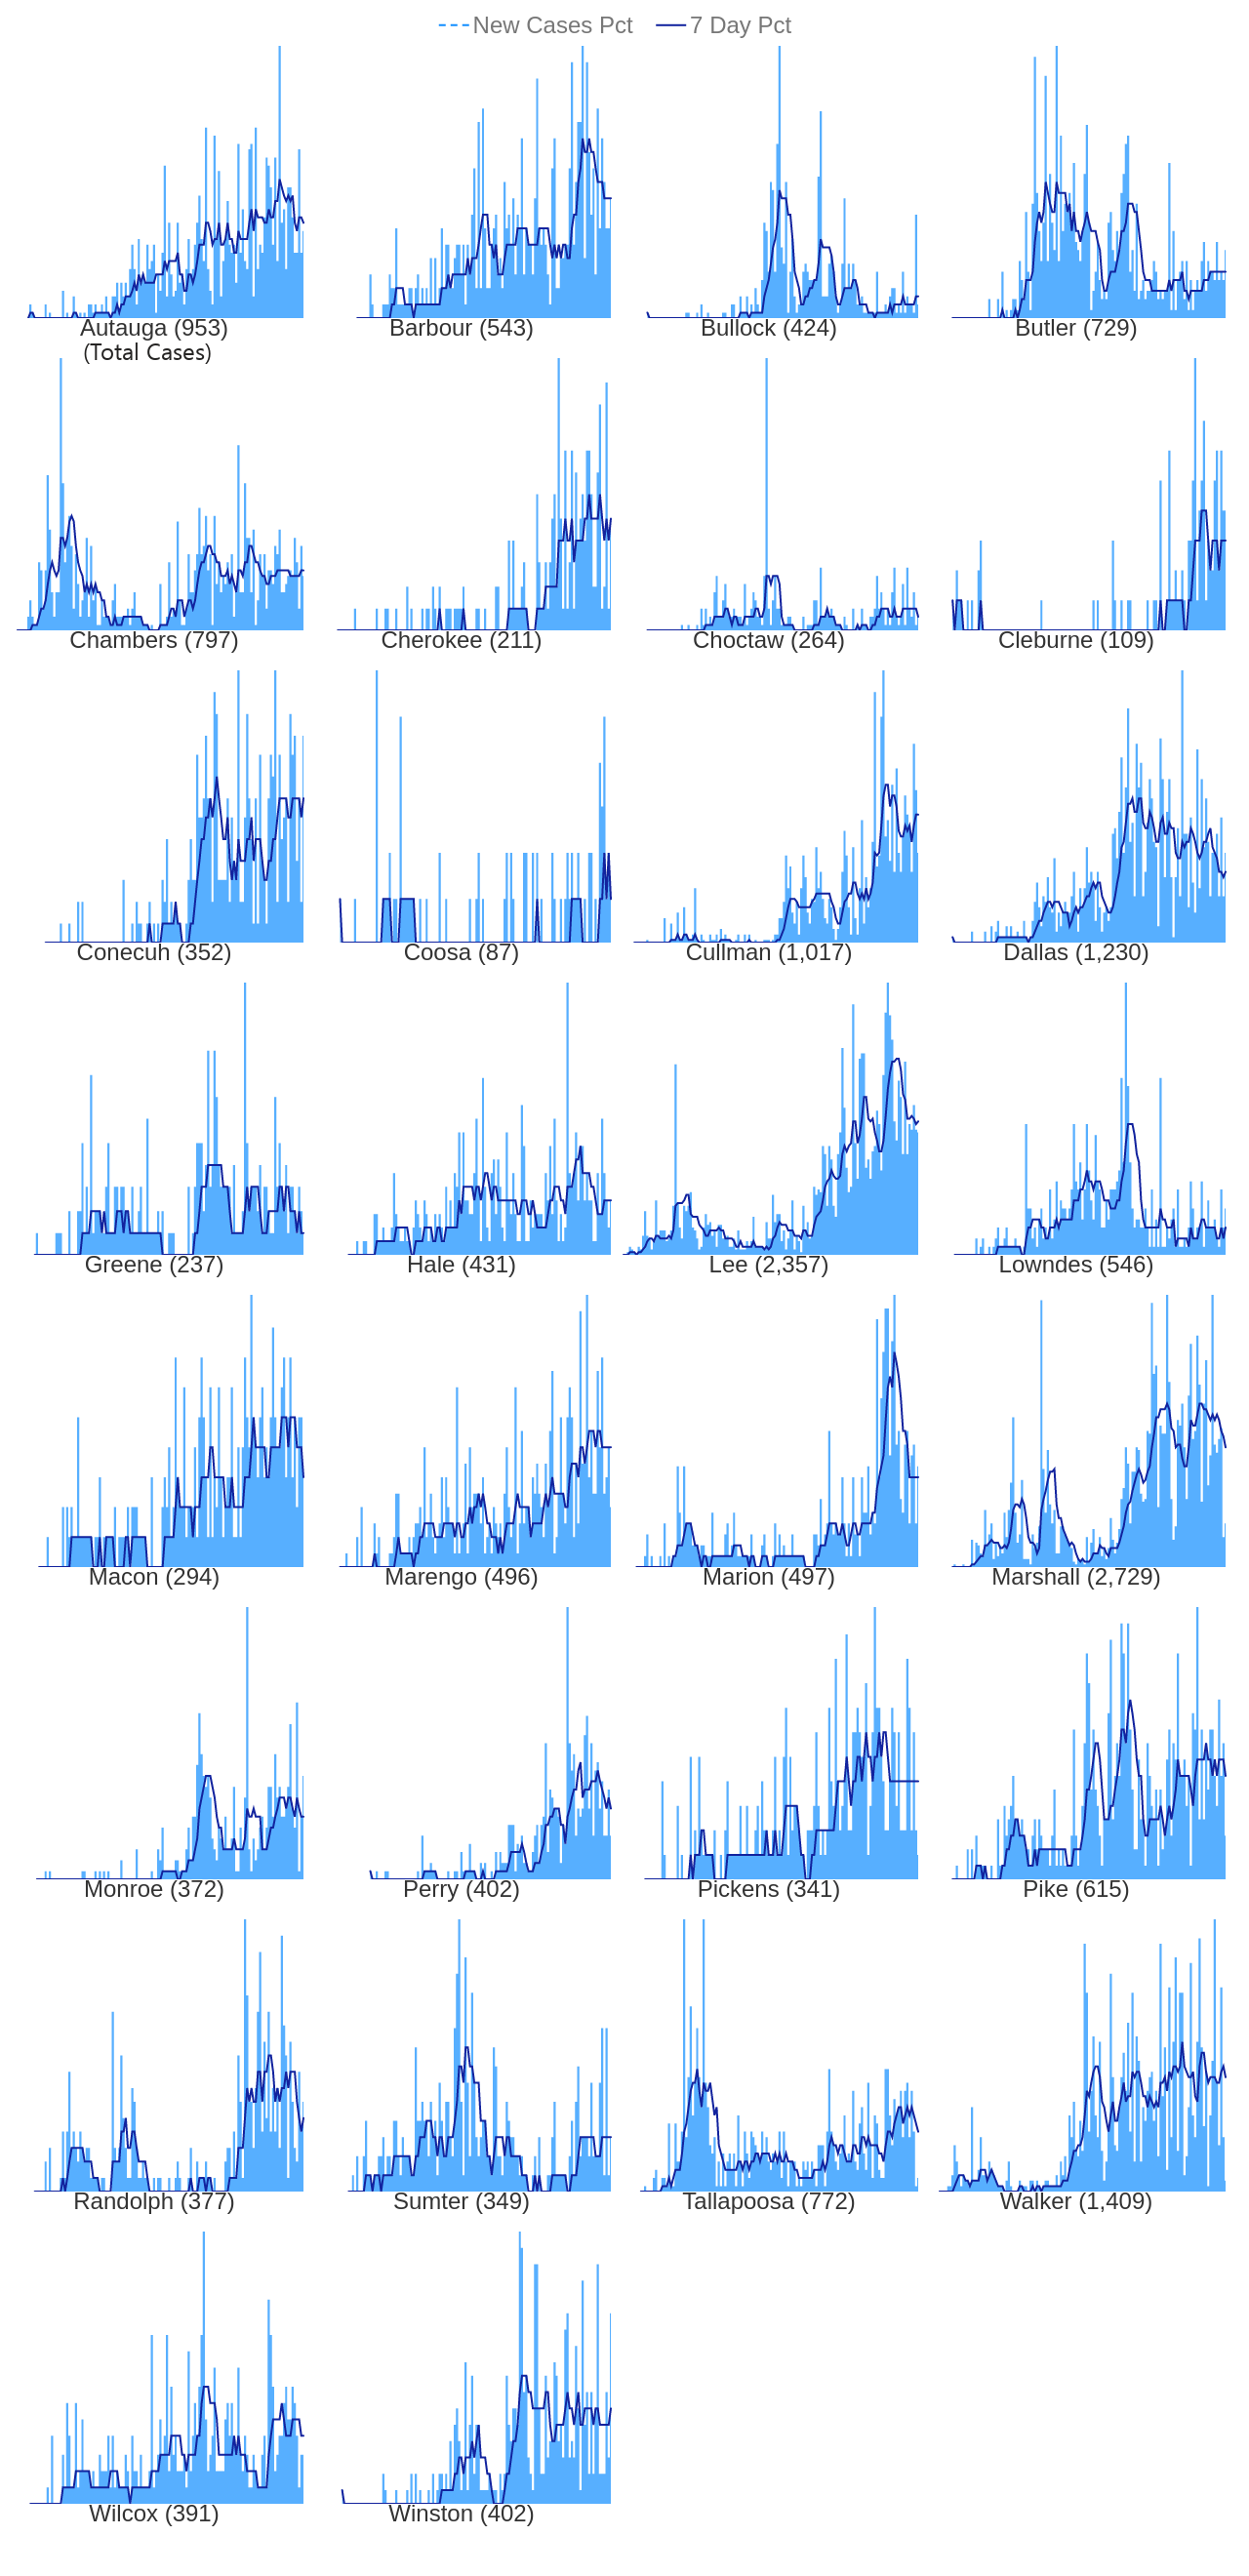 New Cases Pct 7 Day Pct
Autauga (953) Barbour (543) Bullock (424) Butler (729)
(Total Cases)
Chambers (797) Cherokee (211) Choctaw (264) Cleburne (109)
Conecuh (352) Coosa (87) Cullman (1,017) Dallas (1,230)
Greene (237) Hale (431) Lee (2,357) Lowndes (546)
Macon (294) Marengo (496) Marion (497) Marshall (2,729)
Monroe (372) Perry (402) Pickens (341) Pike (615)
Randolph (377) Sumter (349) Tallapoosa (772) Walker (1,409)
Wilcox (391) Winston (402)